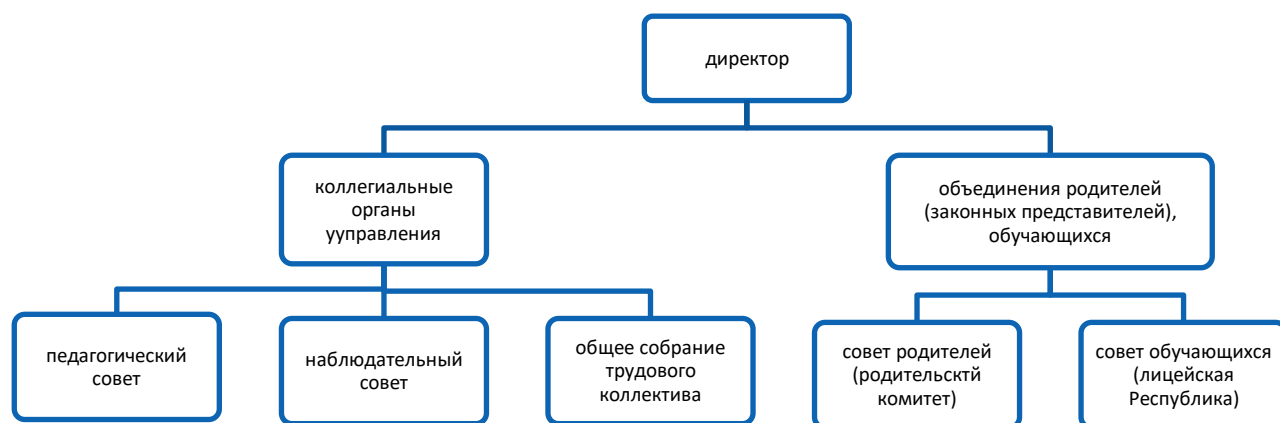 директор
коллегиальные
органы
ууправления
объединения родителей
(законных представителей),
обучающихся
педагогический
совет
наблюдательный
совет
общее собрание
трудового
коллектива
совет родителей
(родительсктй
комитет)
совет обучающихся
(лицейская
Республика)